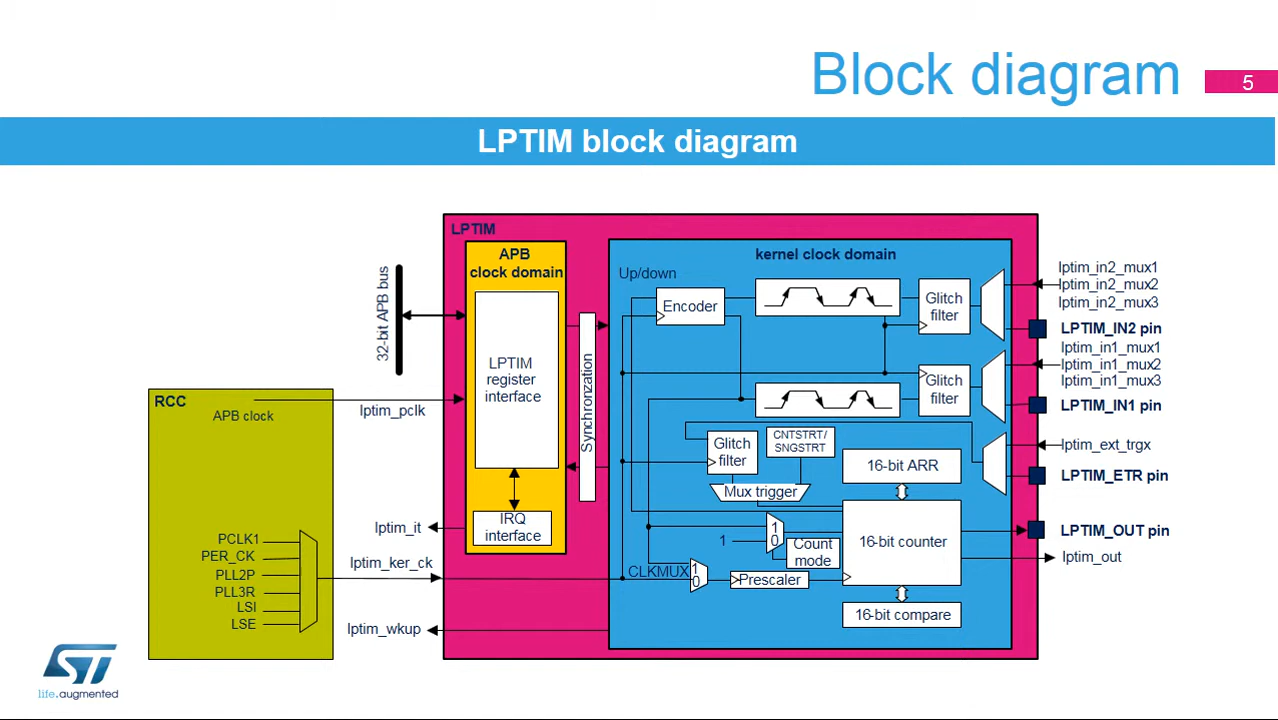 Block diagram
5
LPTIM block diagram
LPTIM
APB
clock domain
kernel clock domain
32-bit APB bus
LPTIM
register
interface
IRQ
interface
Synchronization
Up/down
Encoder
Glitch
filter
Glitch
filter
Glitch
filter
CNTSTRT/
SNGSTRT
Mux trigger
16-bit ARR
16-bit counter
16-bit compare
1
0
1
Count
mode
CLKMUX
1
0
Prescaler
lptim_in2_mux1
lptim_in2_mux2
lptim_in2_mux3
LPTIM_IN2 pin
lptim_in1_mux1
lptim_in1_mux2
lptim_in1_mux3
LPTIM_IN1 pin
lptim_ext_trgx
LPTIM_ETR pin
LPTIM_OUT pin
lptim_out
RCC
APB clock
lptim_pclk
lptim_it
lptim_ker_ck
lptim_wkup
PCLK1
PER_CK
PLL2P
PLL3R
LSI
LSE
ST
life.augmented